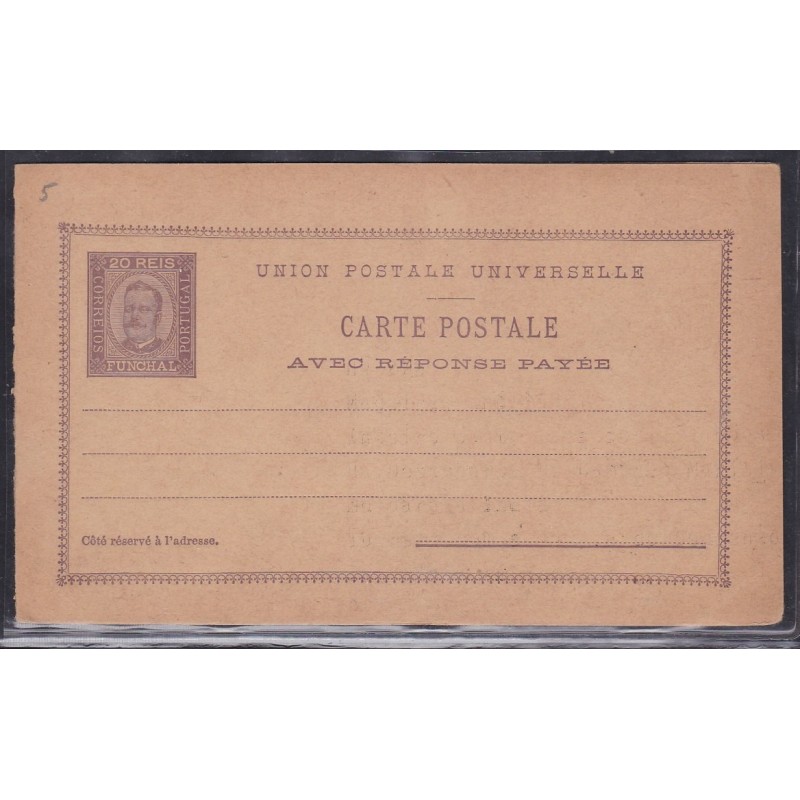 5
20 REIS
CORREIOS
PORTUGAL
FUNCHAL
UNION POSTALE UNIVERSELLE
CARTE POSTALE
AVEC RÉPONSE PAYÉE
Côté réservé à l'adresse.